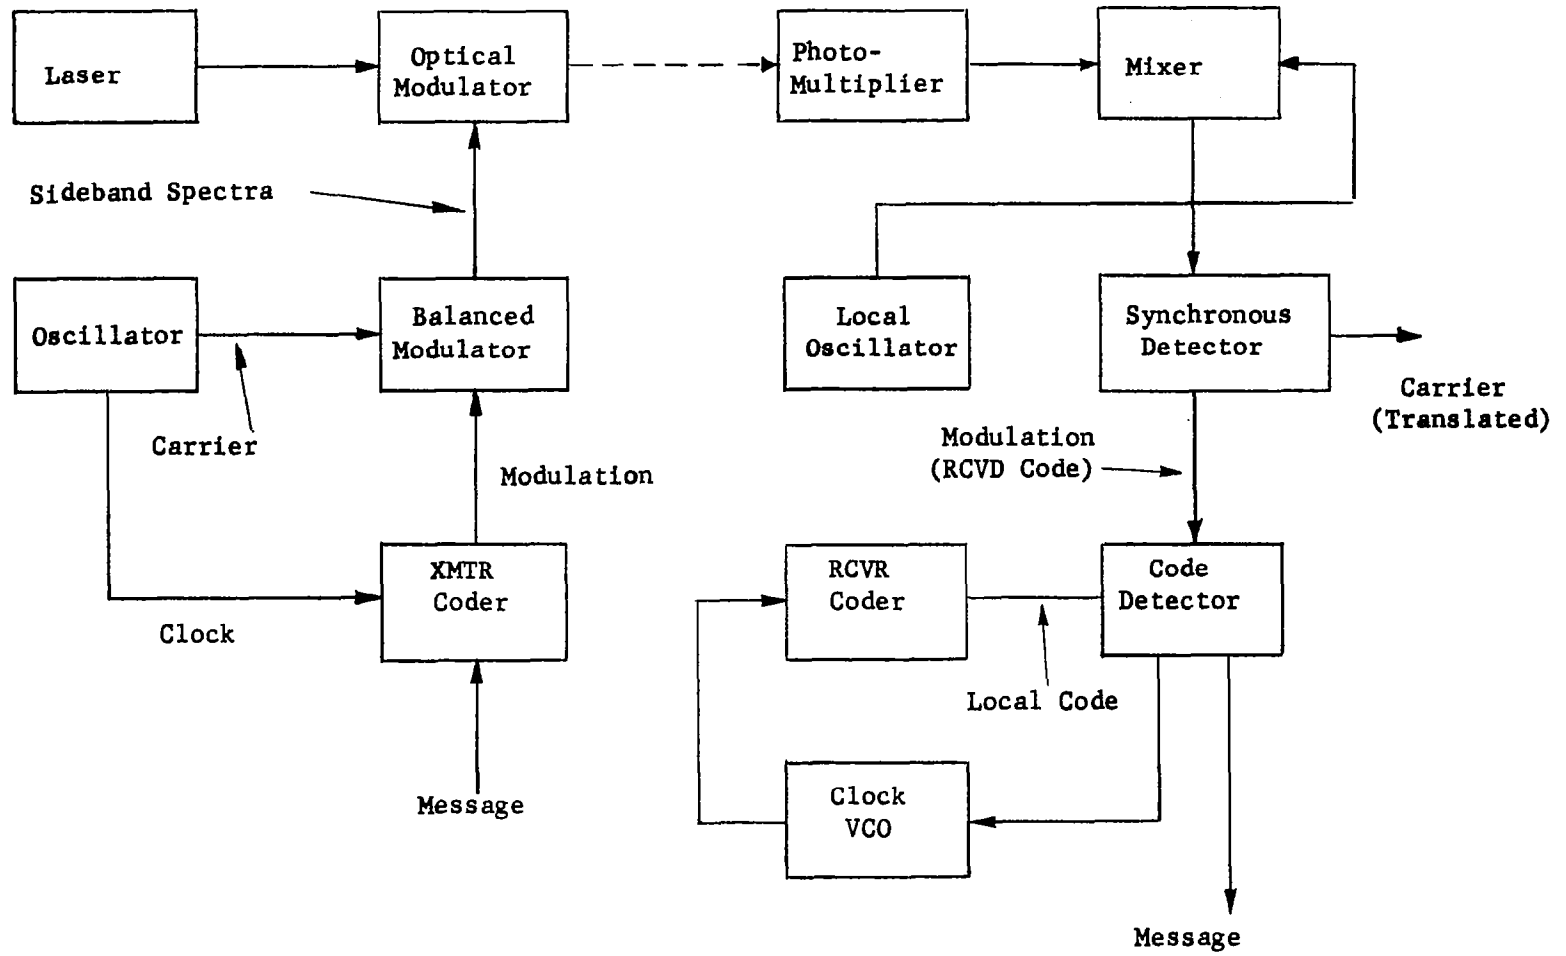 Laser
Optical
Modulator
Photo-
Multiplier
Mixer
Sideband Spectra
Oscillator
Balanced
Modulator
Local
Oscillator
Synchronous
Detector
Carrier
Carrier
(Translated)
Modulation
Modulation
(RCVD Code)
XMTR
Coder
RCVR
Coder
Code
Detector
Clock
Local Code
Message
Clock
VCO
Message